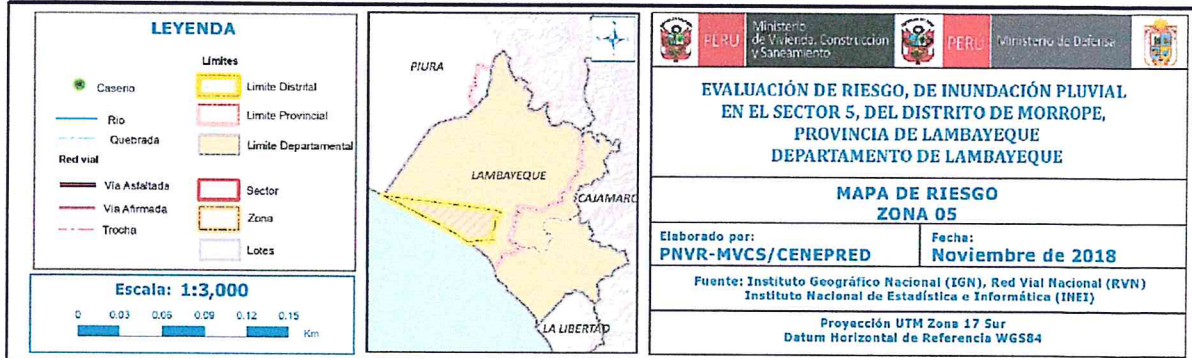 LEYENDA
Caserio
Rio
Quebrada
Red vial
Via Asfaltada
Via Afirmada
Trocha
Límites
Limite Distrital
Limite Provincial
Limite Departamental
Sector
Zona
Lotes
Escala: 1:3,000
0 0.03 0.06 0.09 0.12 0.15
Km
PIURA
LAMBAYEQUE
CAJAMARC
LA LIBERTAD
PERÚ
Ministerio
de Vivienda, Construcción
y Saneamiento
PERÚ
Ministerio de Defensa
EVALUACIÓN DE RIESGO, DE INUNDACIÓN PLUVIAL
EN EL SECTOR 5, DEL DISTRITO DE MORROPE,
PROVINCIA DE LAMBAYEQUE
DEPARTAMENTO DE LAMBAYEQUE
MAPA DE RIESGO
ZONA 05
Elaborado por:
PNVR-MVCS/CENEPRED
Fecha:
Noviembre de 2018
Fuente: Instituto Geográfico Nacional (IGN), Red Vial Nacional (RVN)
Instituto Nacional de Estadística e Informática (INEI)
Proyección UTM Zona 17 Sur
Datum Horizontal de Referencia WGS84